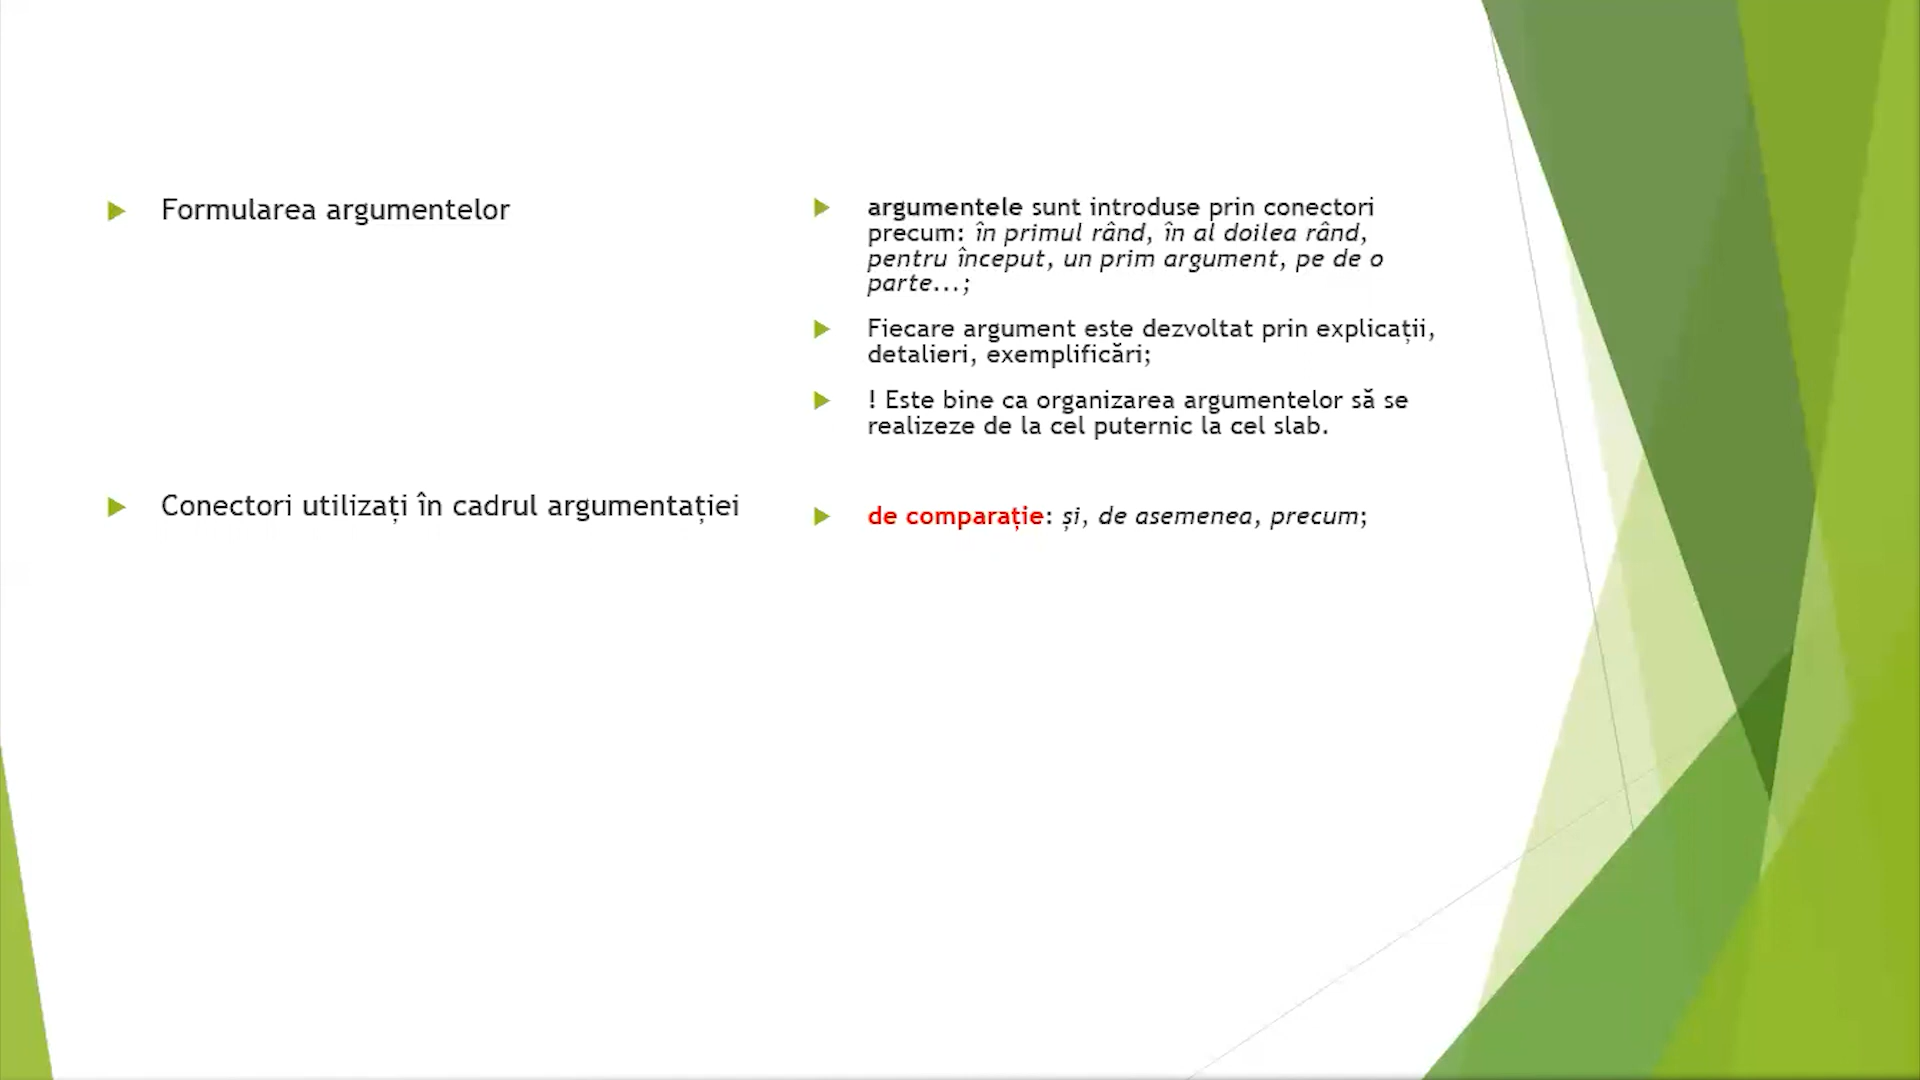 Formularea argumentelor
argumentele sunt introduse prin conectori
precum: în primul rând, în al doilea rând,
pentru început, un prim argument, pe de o
parte...;
Fiecare argument este dezvoltat prin explicații,
detalieri, exemplificări;
! Este bine ca organizarea argumentelor să se
realizeze de la cel puternic la cel slab.
Conectori utilizați în cadrul argumentației
de comparație: și, de asemenea, precum;